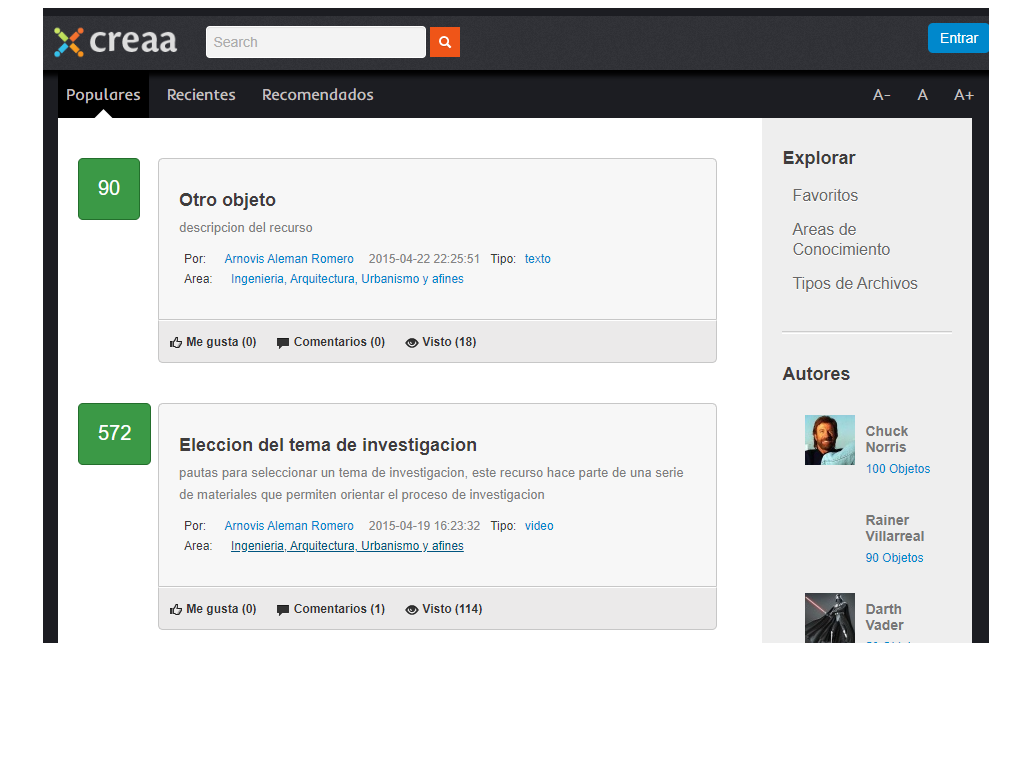 creaa
Search
Entrar
Populares Recientes Recomendados A- A A+
90
Otro objeto
descripcion del recurso
Por: Arnovis Aleman Romero 2015-04-22 22:25:51 Tipo: texto
Area: Ingenieria, Arquitectura, Urbanismo y afines
Me gusta (0) Comentarios (0) Visto (18)
572
Eleccion del tema de investigacion
pautas para seleccionar un tema de investigacion, este recurso hace parte de una serie
de materiales que permiten orientar el proceso de investigacion
Por: Arnovis Aleman Romero 2015-04-19 16:23:32 Tipo: video
Area: Ingenieria, Arquitectura, Urbanismo y afines
Me gusta (0) Comentarios (1) Visto (114)
Explorar
Favoritos
Areas de
Conocimiento
Tipos de Archivos
Autores
Chuck
Norris
100 Objetos
Rainer
Villarreal
90 Objetos
Darth
Vader